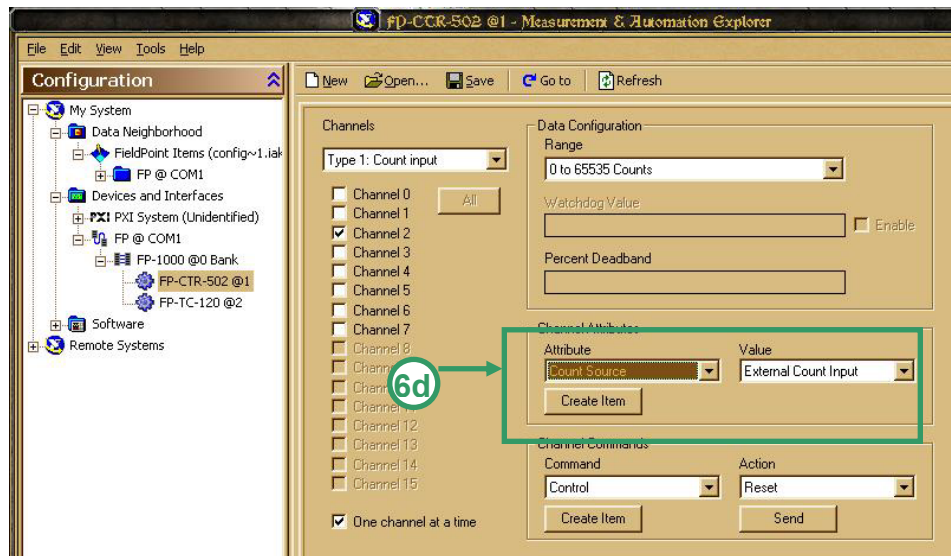 FD-CCR-502 @1 - Measurement & Automation Explorer
File Edit View Tools Help
Configuration
New Open... Save Go to Refresh
My System
Data Neighborhood
FieldPoint Items (config~1.iak
FP @ COM1
Devices and Interfaces
PXI PXI System (Unidentified)
FP @ COM1
FP-1000 @0 Bank
FP-CTR-502 @1
FP-TC-120 @2
Software
Remote Systems
Channels
Type 1: Count input
Channel 0
All
Channel 1
Channel 2
Channel 3
Channel 4
Channel 5
Channel 6
Channel 7
Channel 8
Channel 12
Channel 13
Channel 14
Channel 15
One channel at a time
Data Configuration
Range
0 to 65535 Counts
Watchdog Value
Enable
Percent Deadband
Channel Attributes
Attribute Value
Count Source External Count Input
Create Item
6d
Channel Commands
Command Action
Control Reset
Create Item Send